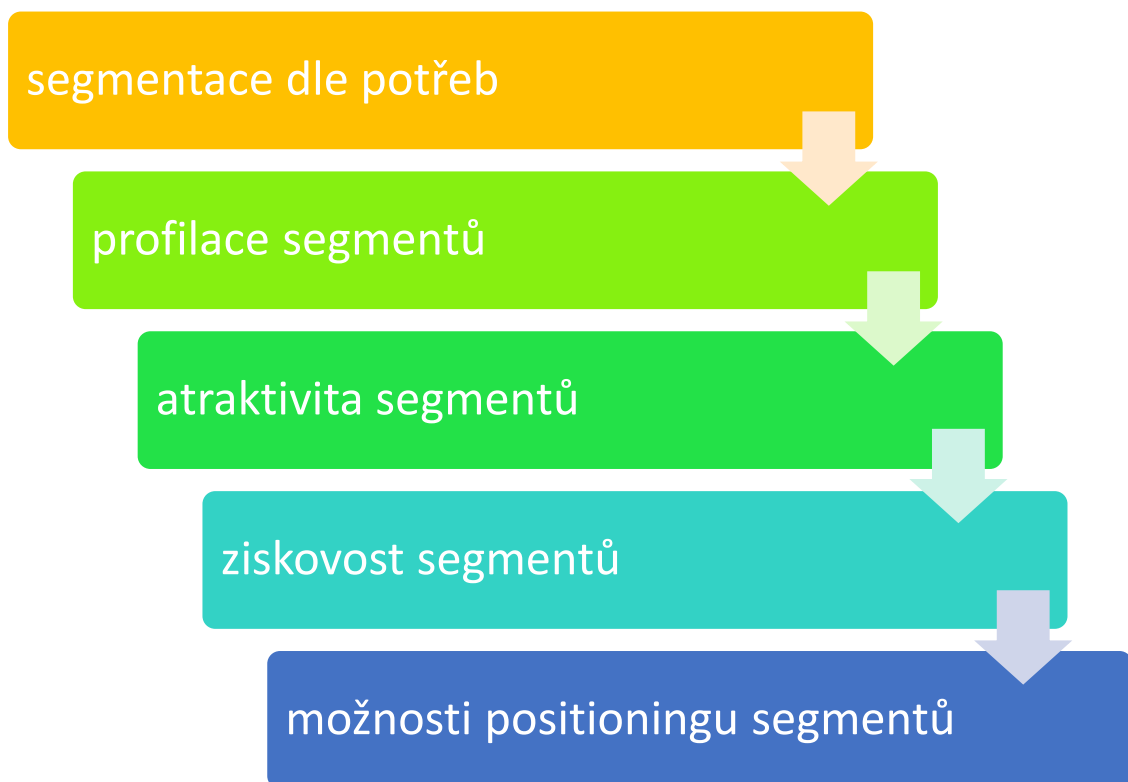 segmentace dle potřeb
profilace segmentů
atraktivita segmentů
ziskovost segmentů
možnosti positioningu segmentů